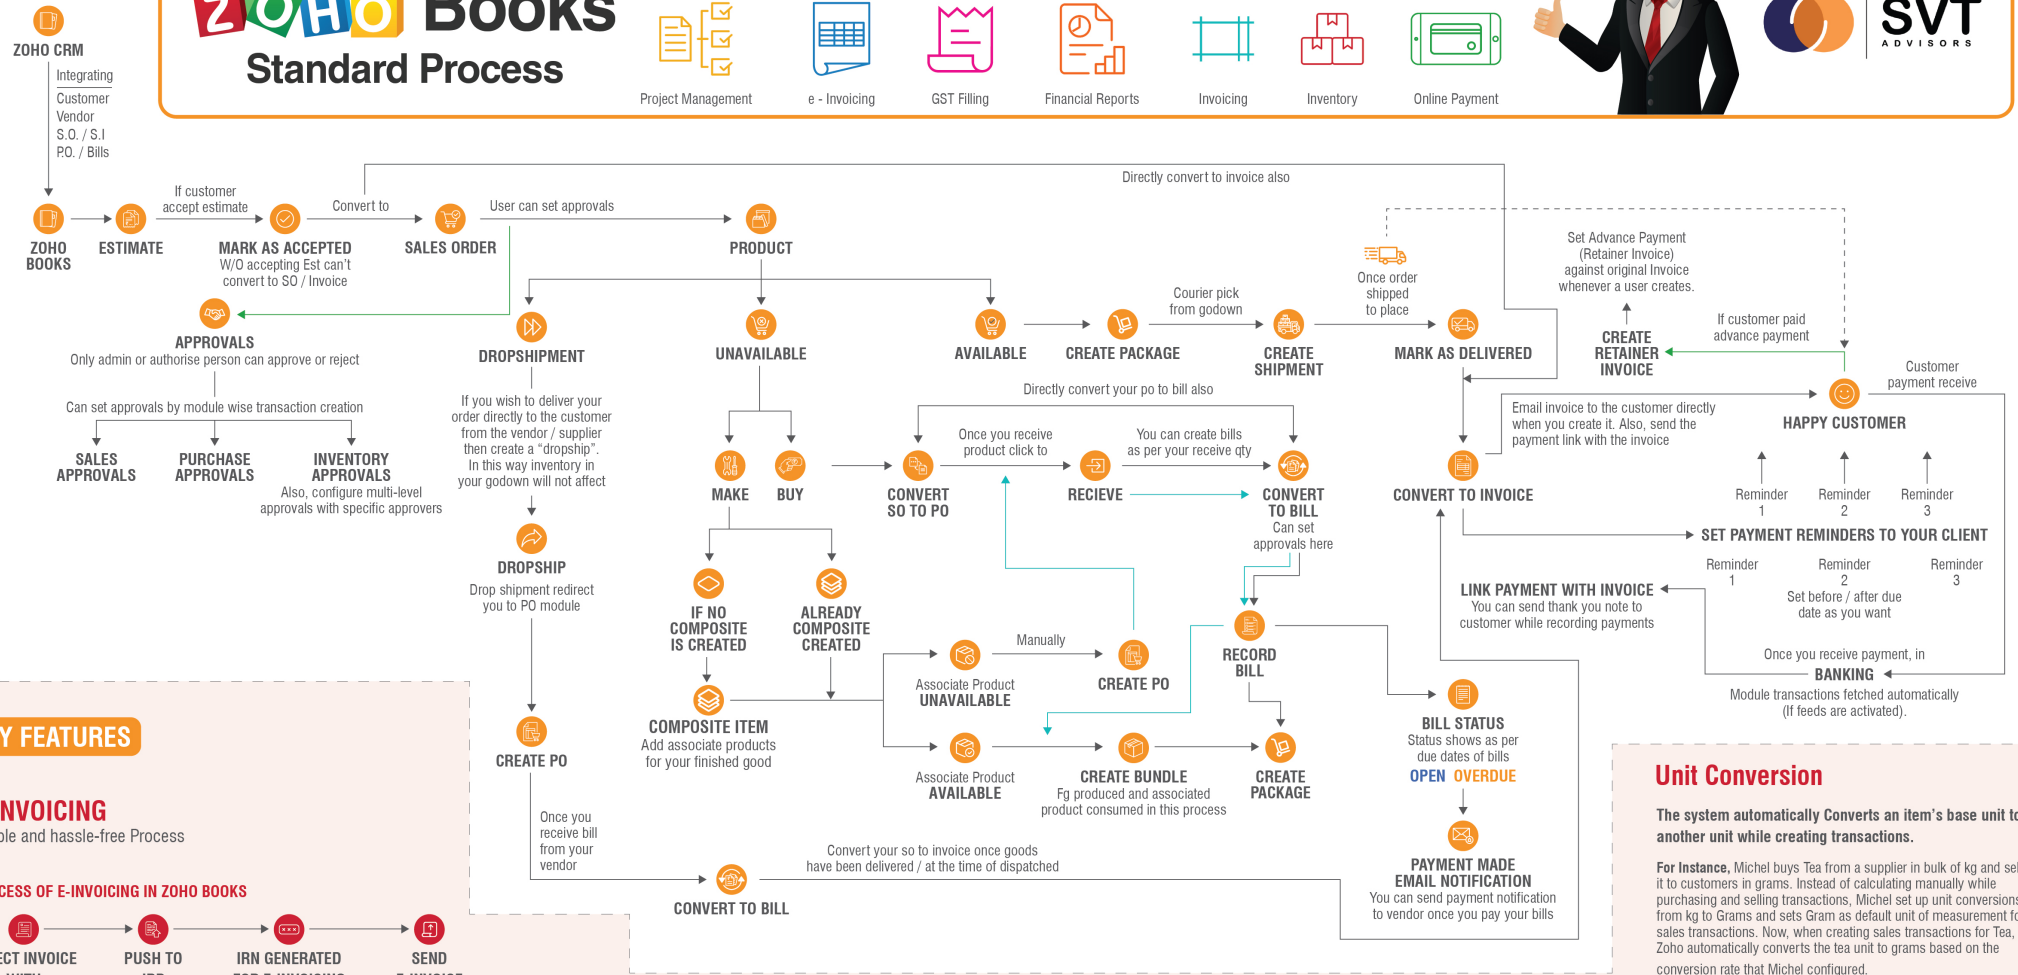 ZOHO Books
Standard Process
Project Management
e - Invoicing
GST Filling
Financial Reports
Invoicing
Inventory
Online Payment
SVT
ADVISORS
ZOHO CRM
Integrating
Customer
Vendor
S.O. / S.I
P.O. / Bills
ZOHO
BOOKS
ESTIMATE
If customer
accept estimate
MARK AS ACCEPTED
W/O accepting Est can't
convert to SO / Invoice
Convert to
SALES ORDER
User can set approvals
PRODUCT
Directly convert to invoice also
APPROVALS
Only admin or authorise person can approve or reject
Can set approvals by module wise transaction creation
SALES
APPROVALS
PURCHASE
APPROVALS
INVENTORY
APPROVALS
Also, configure multi-level
approvals with specific approvers
DROPSHIPMENT
If you wish to deliver your
order directly to the customer
from the vendor / supplier
then create a “dropship”.
In this way inventory in
your godown will not affect
DROPSHIP
Drop shipment redirect
you to PO module
CREATE PO
Once you
receive bill
from your
vendor
CONVERT TO BILL
Convert your so to invoice once goods
have been delivered / at the time of dispatched
UNAVAILABLE
MAKE
BUY
IF NO
COMPOSITE
IS CREATED
ALREADY
COMPOSITE
CREATED
COMPOSITE ITEM
Add associate products
for your finished good
Associate Product
UNAVAILABLE
Manually
CREATE PO
Associate Product
AVAILABLE
CREATE BUNDLE
Fg produced and associated
product consumed in this process
CREATE
PACKAGE
AVAILABLE
CREATE PACKAGE
Courier pick
from godown
CREATE
SHIPMENT
Once order
shipped
to place
MARK AS DELIVERED
Directly convert your po to bill also
CONVERT
SO TO PO
Once you receive
product click to
RECIEVE
You can create bills
as per your receive qty
CONVERT
TO BILL
Can set
approvals here
RECORD
BILL
BILL STATUS
Status shows as per
due dates of bills
OPEN OVERDUE
PAYMENT MADE
EMAIL NOTIFICATION
You can send payment notification
to vendor once you pay your bills
CONVERT TO INVOICE
Email invoice to the customer directly
when you create it. Also, send the
payment link with the invoice
Set Advance Payment
(Retainer Invoice)
against original Invoice
whenever a user creates.
CREATE
RETAINER
INVOICE
If customer paid
advance payment
HAPPY CUSTOMER
Customer
payment receive
Reminder
1
Reminder
2
Reminder
3
SET PAYMENT REMINDERS TO YOUR CLIENT
Reminder
1
Reminder
2
Reminder
3
Set before / after due
date as you want
LINK PAYMENT WITH INVOICE
You can send thank you note to
customer while recording payments
Once you receive payment, in
BANKING
Module transactions fetched automatically
(If feeds are activated).
Y FEATURES
NVOICING
ple and hassle-free Process
CESS OF E-INVOICING IN ZOHO BOOKS
ECT INVOICE
PUSH TO
IRN GENERATED
SEND
Unit Conversion
The system automatically Converts an item's base unit to
another unit while creating transactions.
For Instance, Michel buys Tea from a supplier in bulk of kg and sel
it to customers in grams. Instead of calculating manually while
purchasing and selling transactions, Michel set up unit conversions
from kg to Grams and sets Gram as default unit of measurement fo
sales transactions. Now, when creating sales transactions for Tea,
Zoho automatically converts the tea unit to grams based on the
conversion rate that Michel configured.